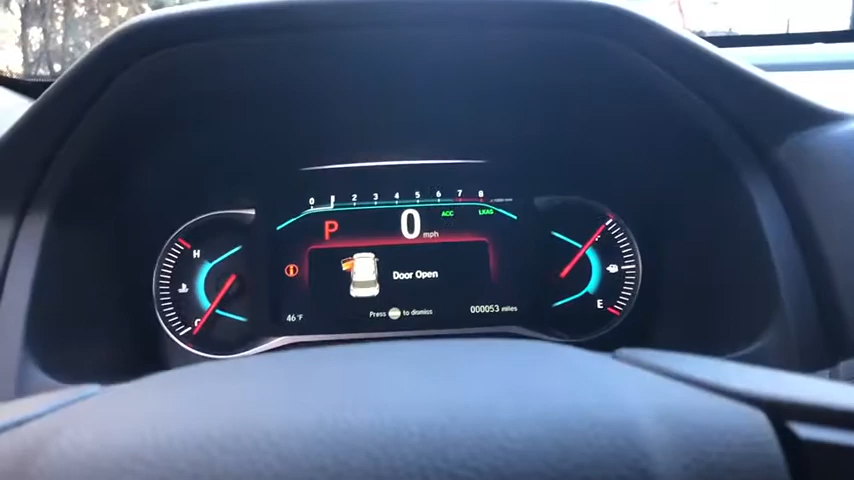 0 1 2 3 4 5 6 7 8
ACC LKAS
P 0 mph
H
Door Open
C
F
E
46°F
Press to dismiss
000053 miles